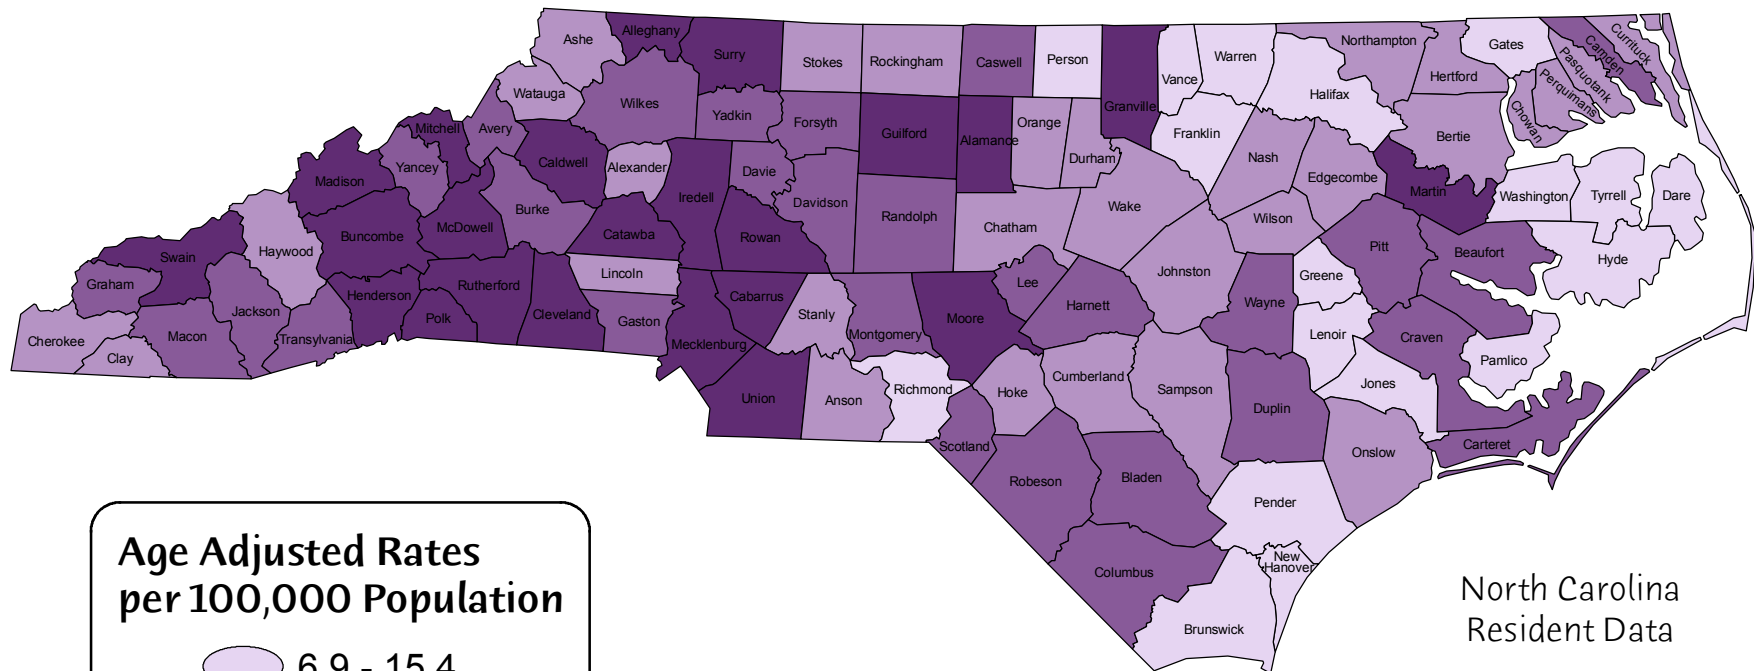 Ashe
Alleghany
Surry
Stokes
Rockingham
Caswell
Person
Granville
Vance
Warren
Northampton
Halifax
Hertford
Gates
Currituck
Camden
Pasquotank
Perquimans
Chowan
Watauga
Wilkes
Yadkin
Forsyth
Guilford
Alamance
Orange
Durham
Franklin
Nash
Edgecombe
Bertie
Martin
Washington
Tyrrell
Dare
Mitchell
Avery
Yancey
Caldwell
Alexander
Iredell
Davie
Davidson
Randolph
Chatham
Wake
Wilson
Pitt
Beaufort
Hyde
Madison
Buncombe
McDowell
Burke
Catawba
Rowan
Lincoln
Swain
Haywood
Graham
Jackson
Henderson
Rutherford
Polk
Cleveland
Gaston
Cabarrus
Stanly
Montgomery
Moore
Lee
Harnett
Johnston
Wayne
Greene
Lenoir
Craven
Pamlico
Jones
Cherokee
Clay
Macon
Transylvania
Mecklenburg
Union
Anson
Richmond
Hoke
Cumberland
Sampson
Duplin
Onslow
Carteret
Scotland
Robeson
Bladen
Pender
New
Hanover
Columbus
Brunswick
Age Adjusted Rates
per 100,000 Population
6.9 - 15.4
North Carolina
Resident Data